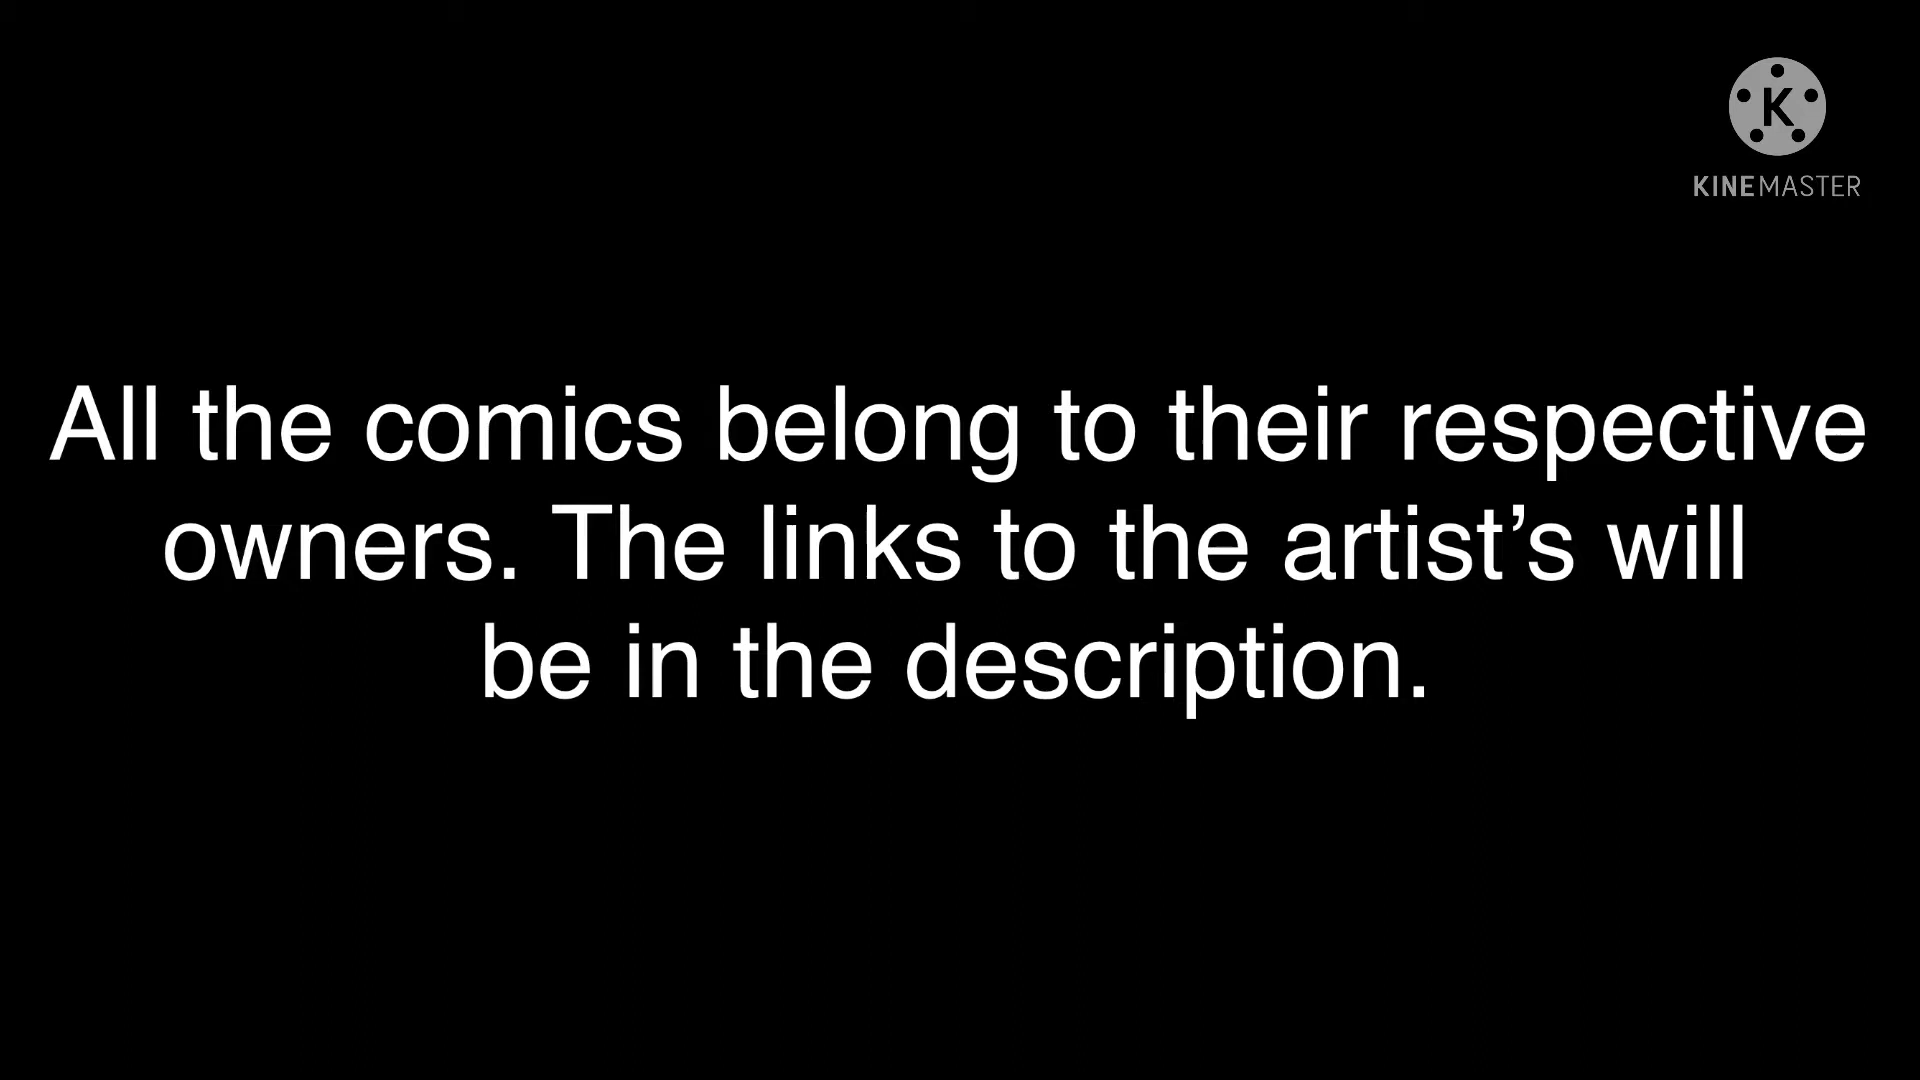 K
KINEMASTER
All the comics belong to their respective
owners. The links to the artist’s will
be in the description.